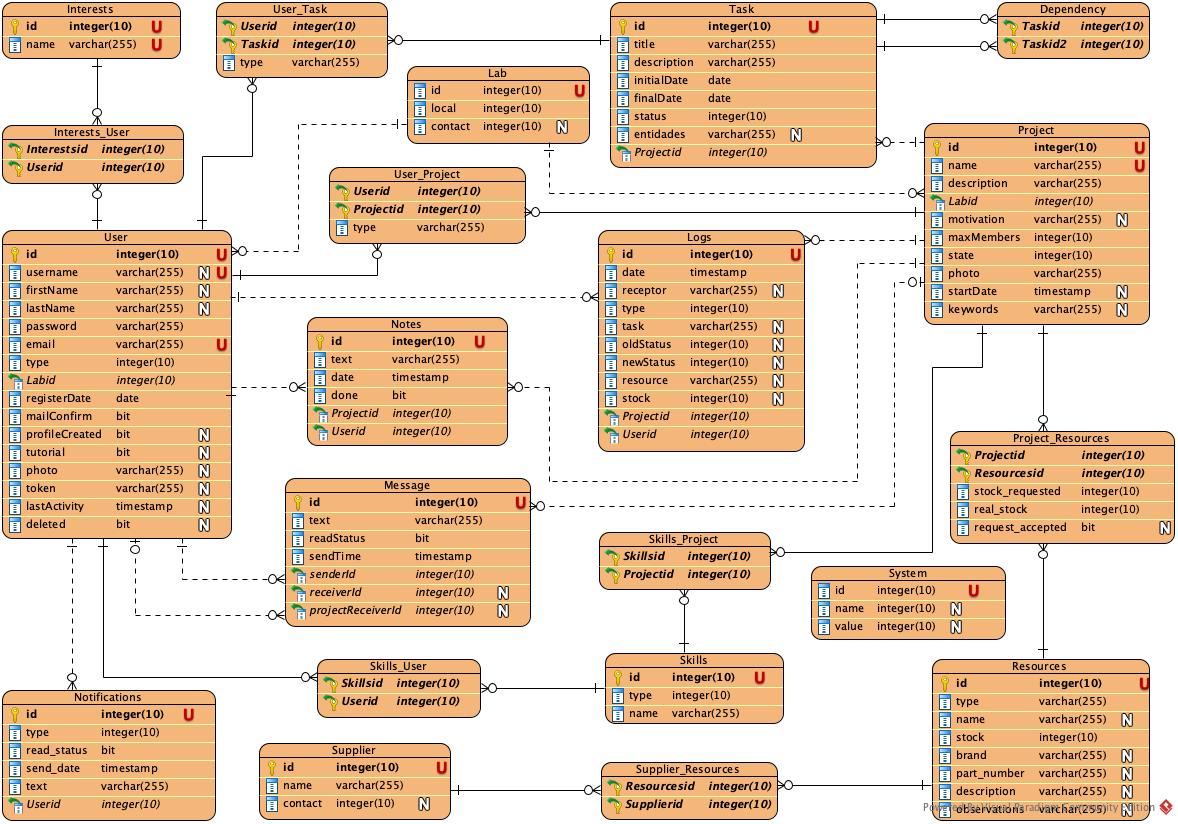 Interests
id integer(10) U
name varchar(255) U
User_Task
Userid integer(10)
Taskid integer(10)
type varchar(255)
Task
id integer(10) U
title varchar(255)
description varchar(255)
initialDate date
finalDate date
status integer(10)
entidades varchar(255) N
Projectid integer(10)
Dependency
Taskid integer(10)
Taskid2 integer(10)
Lab
id integer(10) U
local integer(10)
contact integer(10) N
Interests_User
Interestsid integer(10)
Userid integer(10)
Project
id integer(10) U
name varchar(255) U
description varchar(255)
Labid integer(10)
motivation varchar(255) N
maxMembers integer(10)
state integer(10)
photo varchar(255)
startDate timestamp N
keywords varchar(255) N
User_Project
Userid integer(10)
Projectid integer(10)
type varchar(255)
User
id integer(10) U
username varchar(255) N U
firstName varchar(255) N
lastName varchar(255) N
password varchar(255)
email varchar(255) U
type integer(10)
Labid integer(10)
registerDate date
mailConfirm bit
profileCreated bit N
tutorial bit N
photo varchar(255) N
token varchar(255) N
lastActivity timestamp N
deleted bit N
Logs
id integer(10) U
date timestamp
receptor varchar(255) N
type integer(10)
task varchar(255) N
oldStatus integer(10) N
newStatus integer(10) N
resource varchar(255) N
stock integer(10) N
Projectid integer(10)
Userid integer(10)
Notes
id integer(10) U
text varchar(255)
date timestamp
done bit
Projectid integer(10)
Userid integer(10)
Project_Resources
Projectid integer(10)
Resourcesid integer(10)
stock_requested integer(10)
real_stock integer(10)
request_accepted bit N
Message
id integer(10) U
text varchar(255)
readStatus bit
sendTime timestamp
senderId integer(10)
receiverId integer(10) N
projectReceiverId integer(10) N
Skills_Project
Skillsid integer(10)
Projectid integer(10)
System
id integer(10) U
name integer(10) N
value integer(10) N
Skills_User
Skillsid integer(10)
Userid integer(10)
Skills
id integer(10) U
type integer(10)
name varchar(255)
Resources
id integer(10) U
type varchar(255)
name varchar(255) N
stock integer(10)
brand varchar(255) N
part_number varchar(255) N
description varchar(255) N
observations varchar(255) N
Notifications
id integer(10) U
type integer(10)
read_status bit
send_date timestamp
text varchar(255)
Userid integer(10)
Supplier
id integer(10) U
name varchar(255)
contact integer(10) N
Supplier_Resources
Resourcesid integer(10)
Supplierid integer(10)
Powered By Visual Paradigm Community Edition